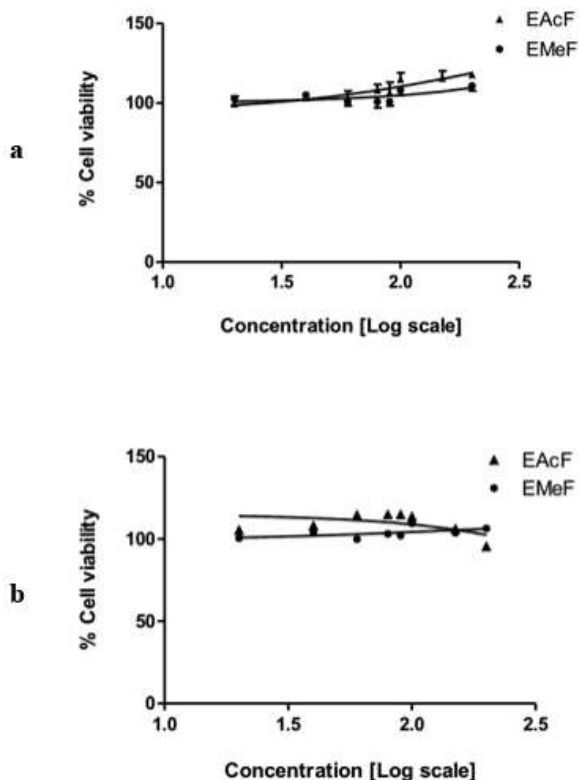 a
EAcF
EMeF
% Cell viability
150
100
50
0
1.0 1.5 2.0 2.5
Concentration [Log scale]
b
EAcF
EMeF
% Cell viability
150
100
50
0
1.0 1.5 2.0 2.5
Concentration [Log scale]